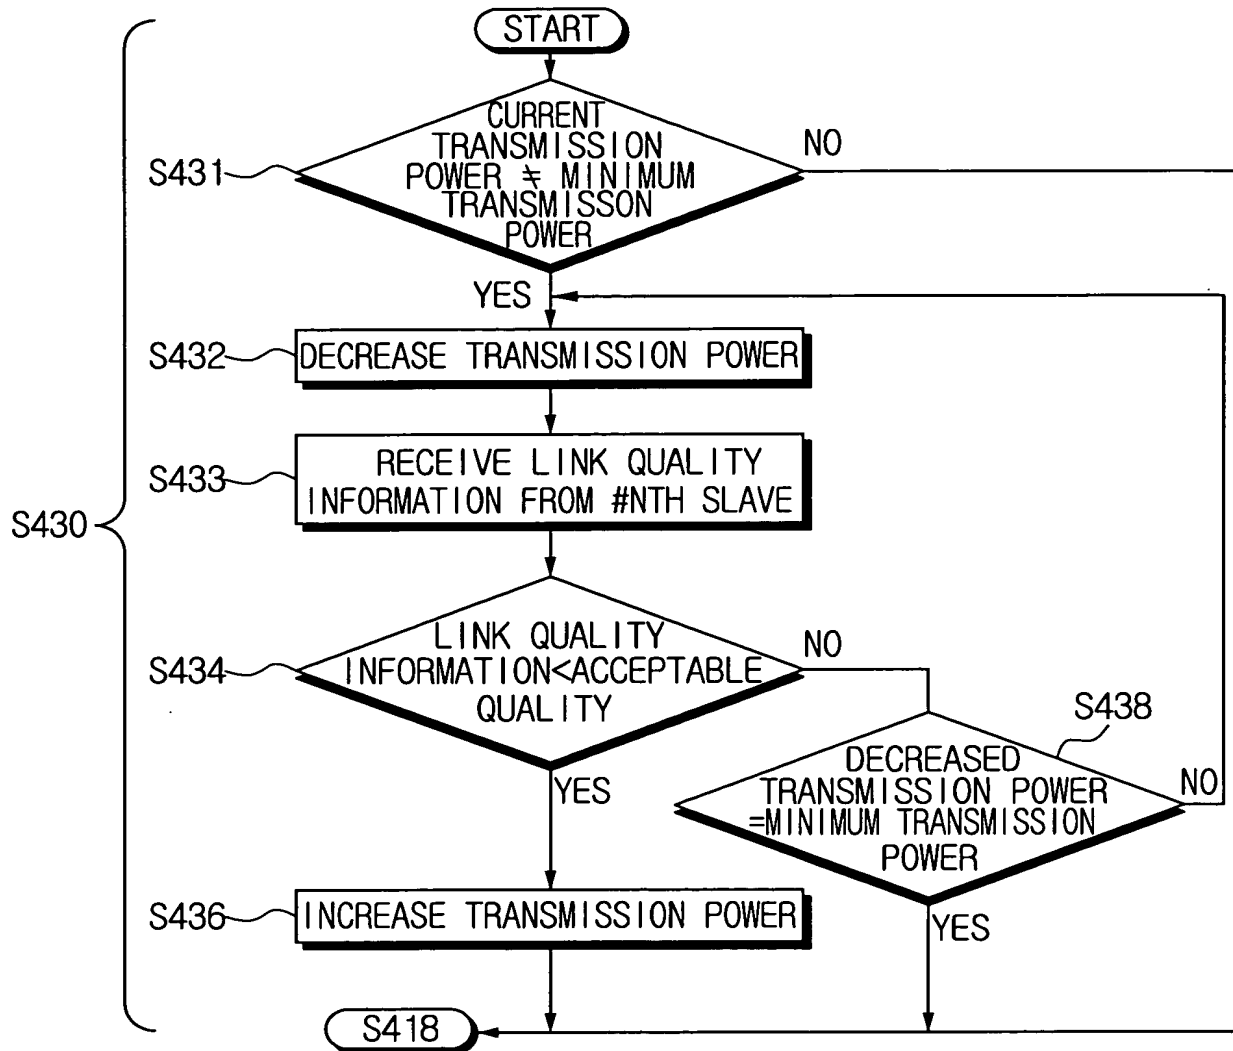 START
CURRENT
TRANSMISSION
POWER ≠ MINIMUM
TRANSMISSON
POWER
NO
S431
YES
S432
DECREASE TRANSMISSION POWER
S433
RECEIVE LINK QUALITY
INFORMATION FROM #NTH SLAVE
S430
S434
LINK QUALITY
INFORMATION<ACCEPTABLE
QUALITY
NO
S438
DECREASED
TRANSMISSION POWER
=MINIMUM TRANSMISSION
POWER
NO
YES
S436
INCREASE TRANSMISSION POWER
YES
S418